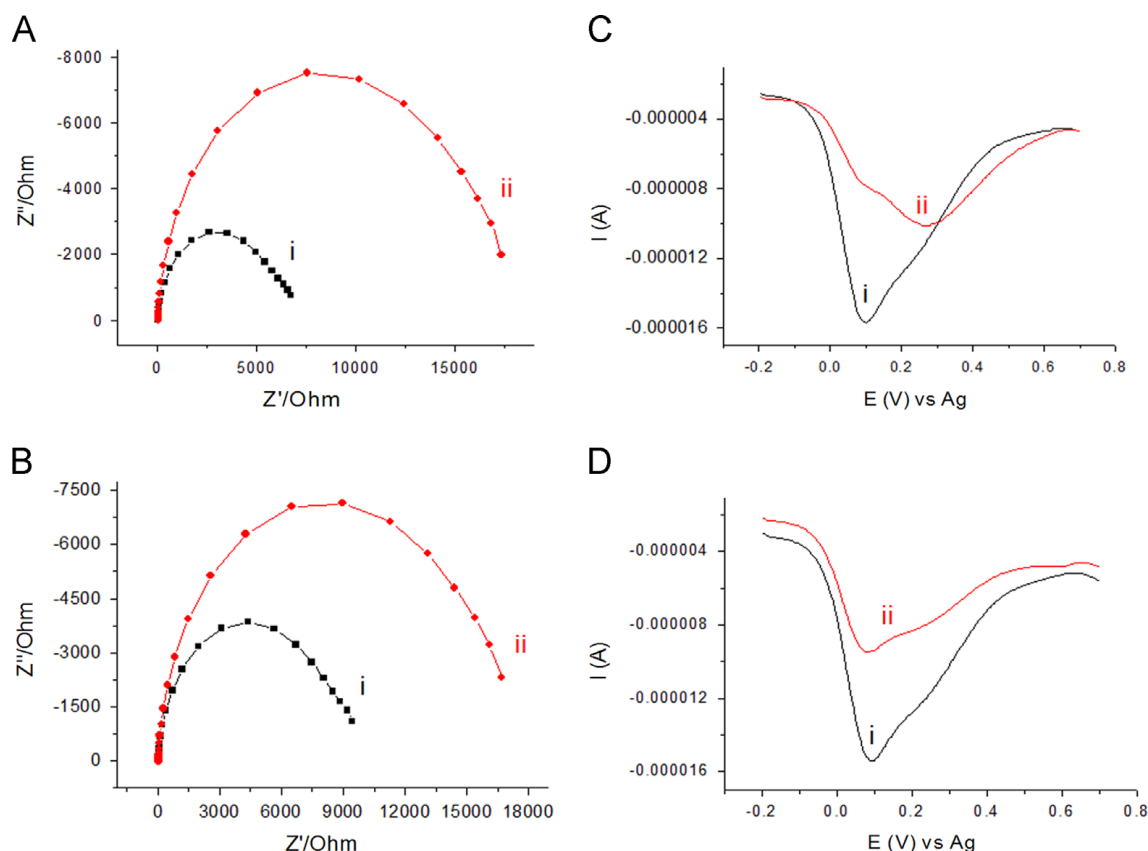 A
-8000
-6000
-4000
-2000
0
Z''/Ohm
ii
i
0 5000 10000 15000
Z'/Ohm
C
-0.000004
-0.000008
-0.000012
-0.000016
I (A)
ii
i
-0.2 0.0 0.2 0.4 0.6 0.8
E (V) vs Ag
B
-7500
-6000
-4500
-3000
-1500
0
Z''/Ohm
ii
i
0 3000 6000 9000 12000 15000 18000
Z'/Ohm
D
-0.000004
-0.000008
-0.000012
-0.000016
I (A)
ii
i
-0.2 0.0 0.2 0.4 0.6 0.8
E (V) vs Ag